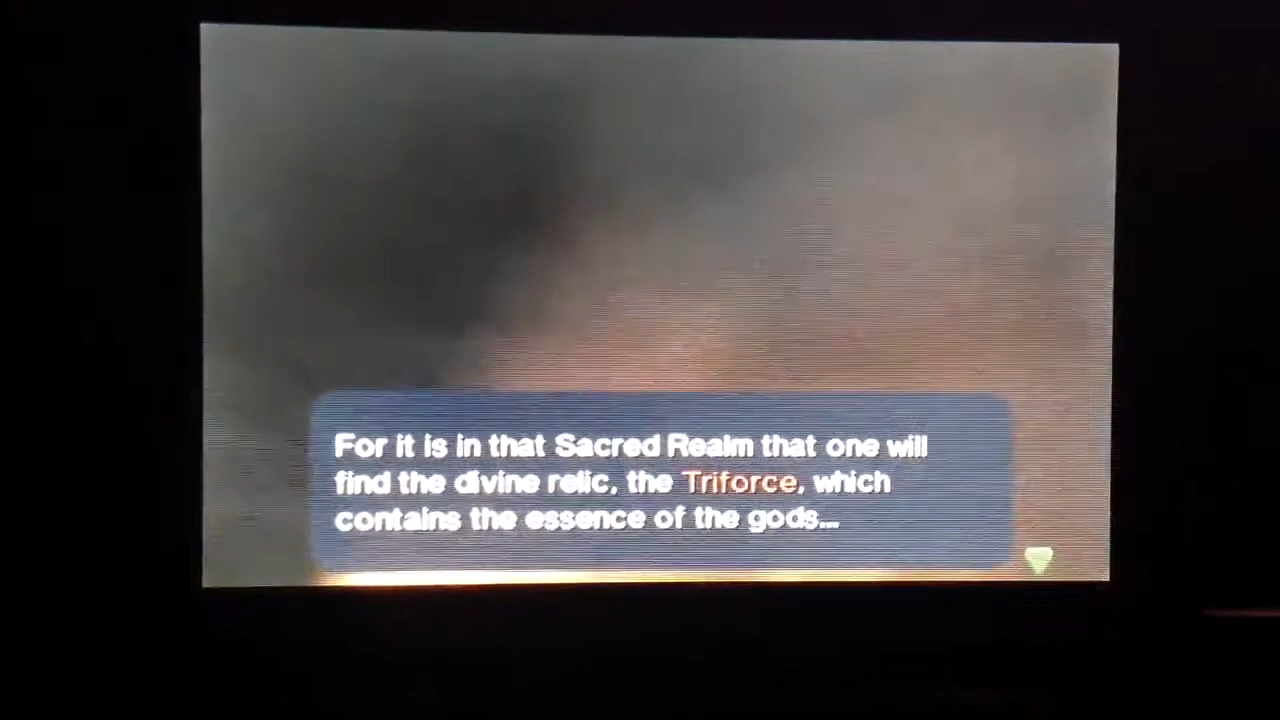 For it is in that Sacred Realm that one will
find the divine relic, the Triforce, which
contains the essence of the gods...